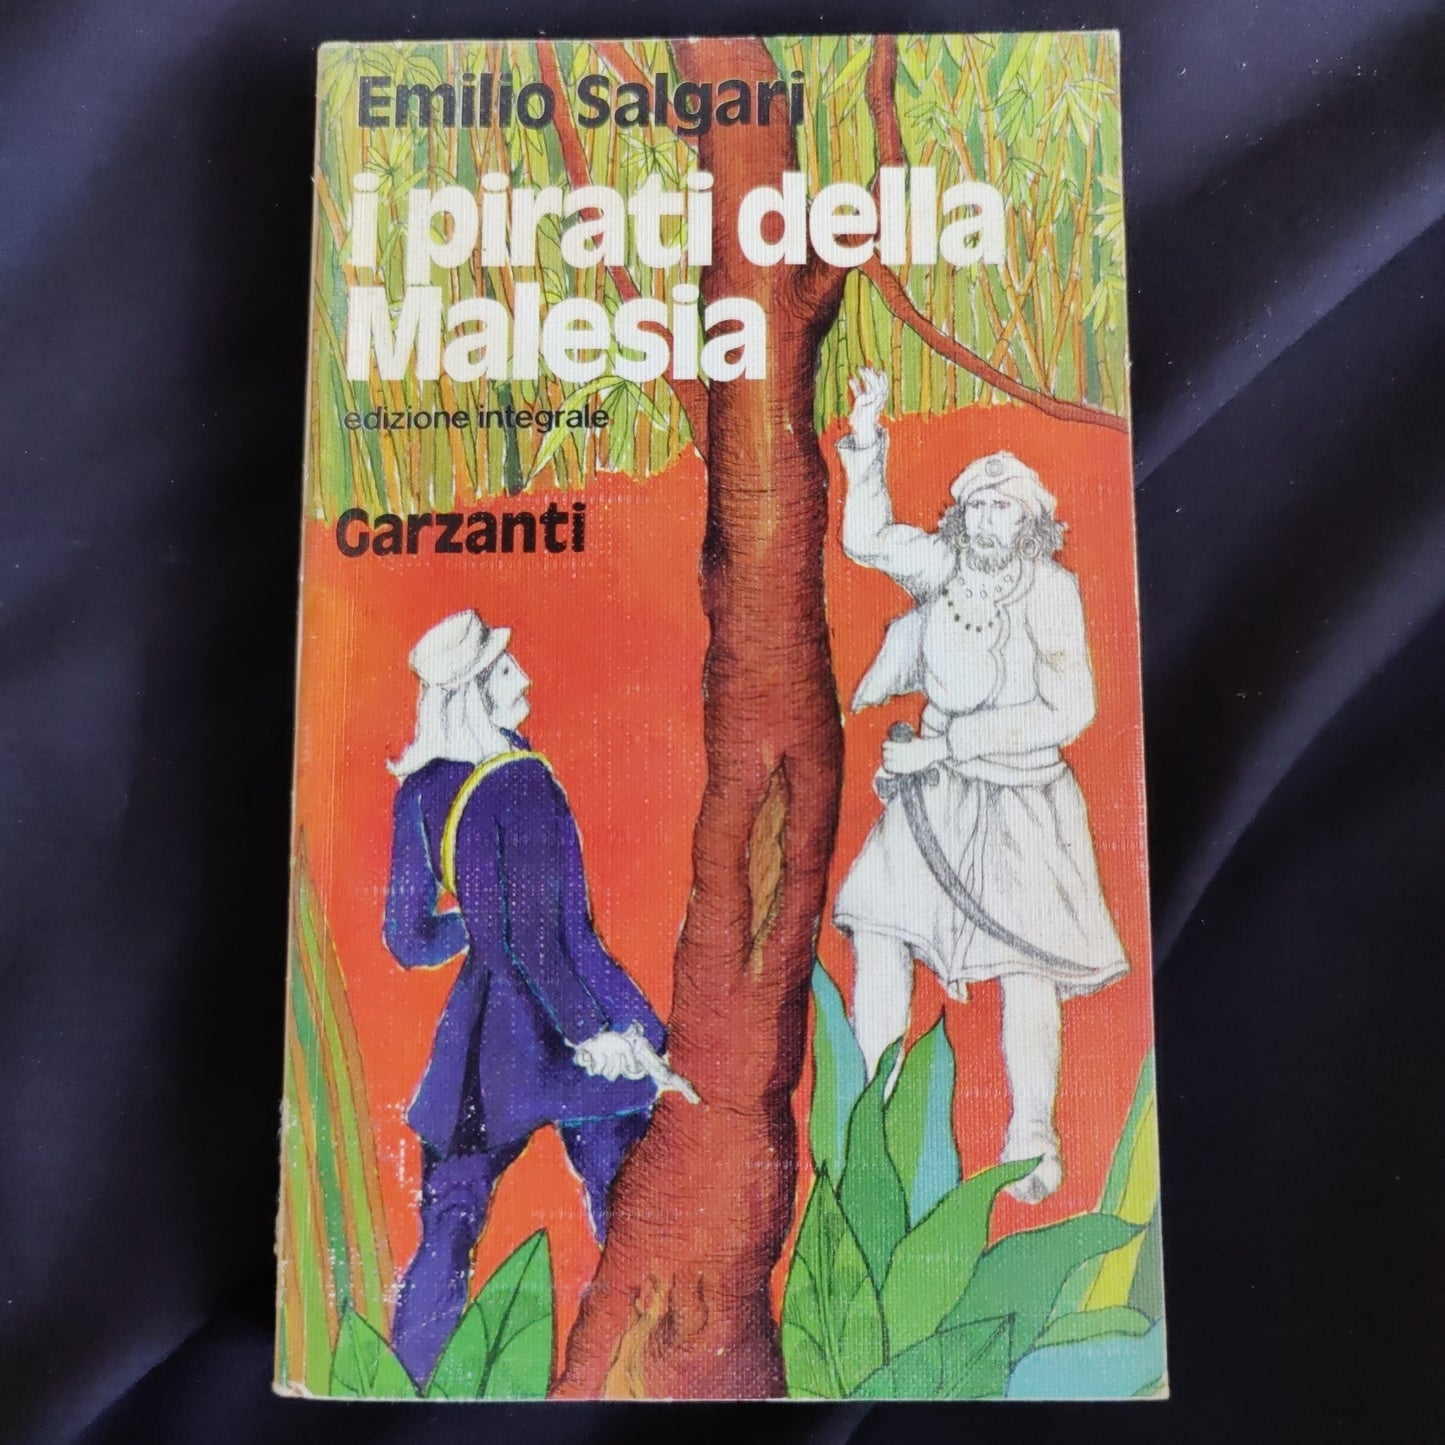 Emilio Salgari
i pirati della
Malesia
edizione integrale
Garzanti